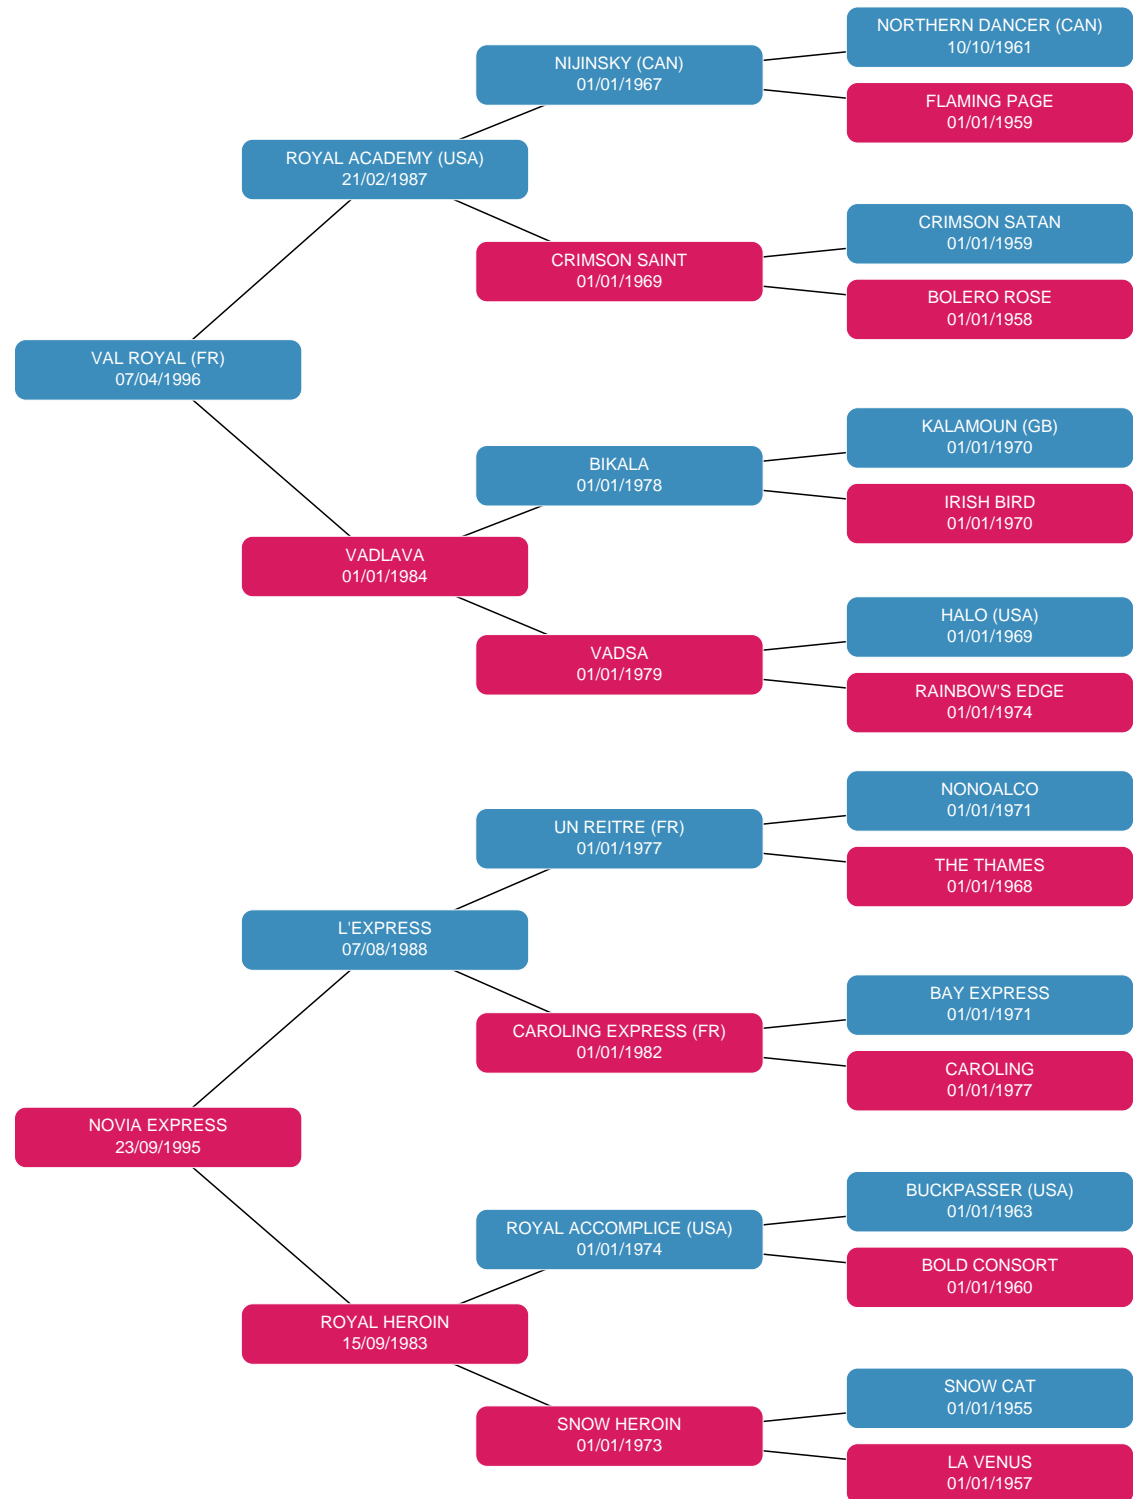 NORTHERN DANCER (CAN)
10/10/1961
NIJINSKY (CAN)
01/01/1967
FLAMING PAGE
01/01/1959
ROYAL ACADEMY (USA)
21/02/1987
CRIMSON SATAN
01/01/1959
CRIMSON SAINT
01/01/1969
BOLERO ROSE
01/01/1958
VAL ROYAL (FR)
07/04/1996
KALAMOUN (GB)
01/01/1970
BIKALA
01/01/1978
IRISH BIRD
01/01/1970
VADLAVA
01/01/1984
HALO (USA)
01/01/1969
VADSA
01/01/1979
RAINBOW'S EDGE
01/01/1974
NONOALCO
01/01/1971
UN REITRE (FR)
01/01/1977
THE THAMES
01/01/1968
L'EXPRESS
07/08/1988
BAY EXPRESS
01/01/1971
CAROLING EXPRESS (FR)
01/01/1982
CAROLING
01/01/1977
NOVIA EXPRESS
23/09/1995
BUCKPASSER (USA)
01/01/1963
ROYAL ACCOMPLICE (USA)
01/01/1974
BOLD CONSORT
01/01/1960
ROYAL HEROIN
15/09/1983
SNOW CAT
01/01/1955
SNOW HEROIN
01/01/1973
LA VENUS
01/01/1957